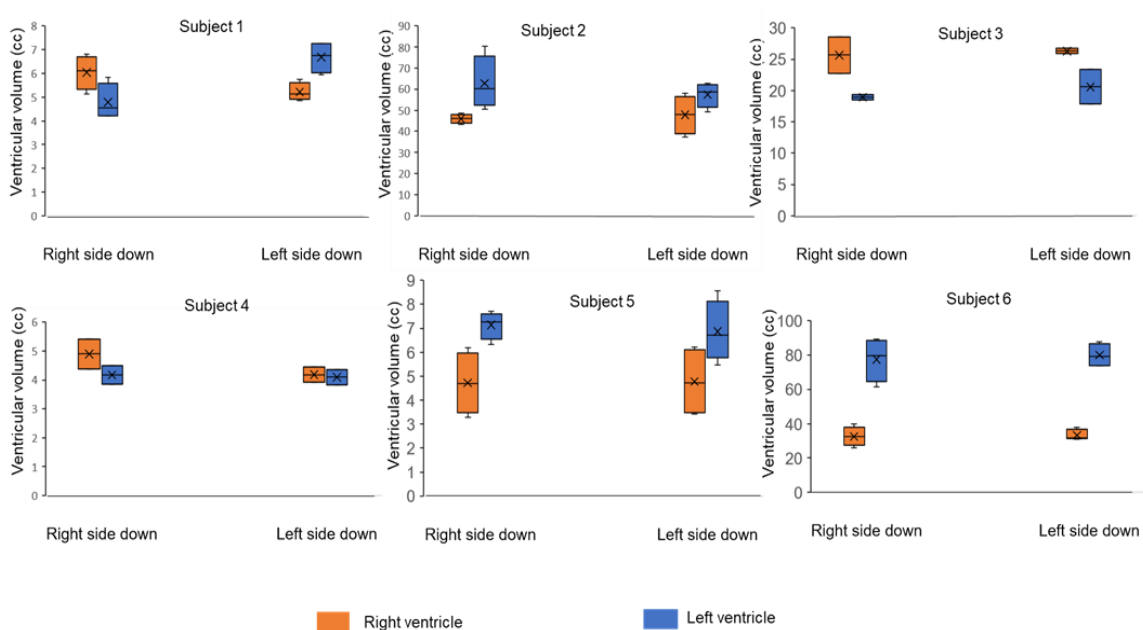 Subject 1
Ventricular volume (cc)
8
7
6
5
4
3
2
1
0
Right side down
Left side down
Subject 2
Ventricular volume (cc)
90
80
70
60
50
40
30
20
10
0
Right side down
Left side down
Subject 3
Ventricular volume (cc)
30
25
20
15
10
5
0
Right side down
Left side down
Subject 4
Ventricular volume (cc)
6
5
4
3
2
1
0
Right side down
Left side down
Subject 5
Ventricular volume (cc)
9
8
7
6
5
4
3
2
1
0
Right side down
Left side down
Subject 6
Ventricular volume (cc)
100
80
60
40
20
0
Right side down
Left side down
Right ventricle
Left ventricle